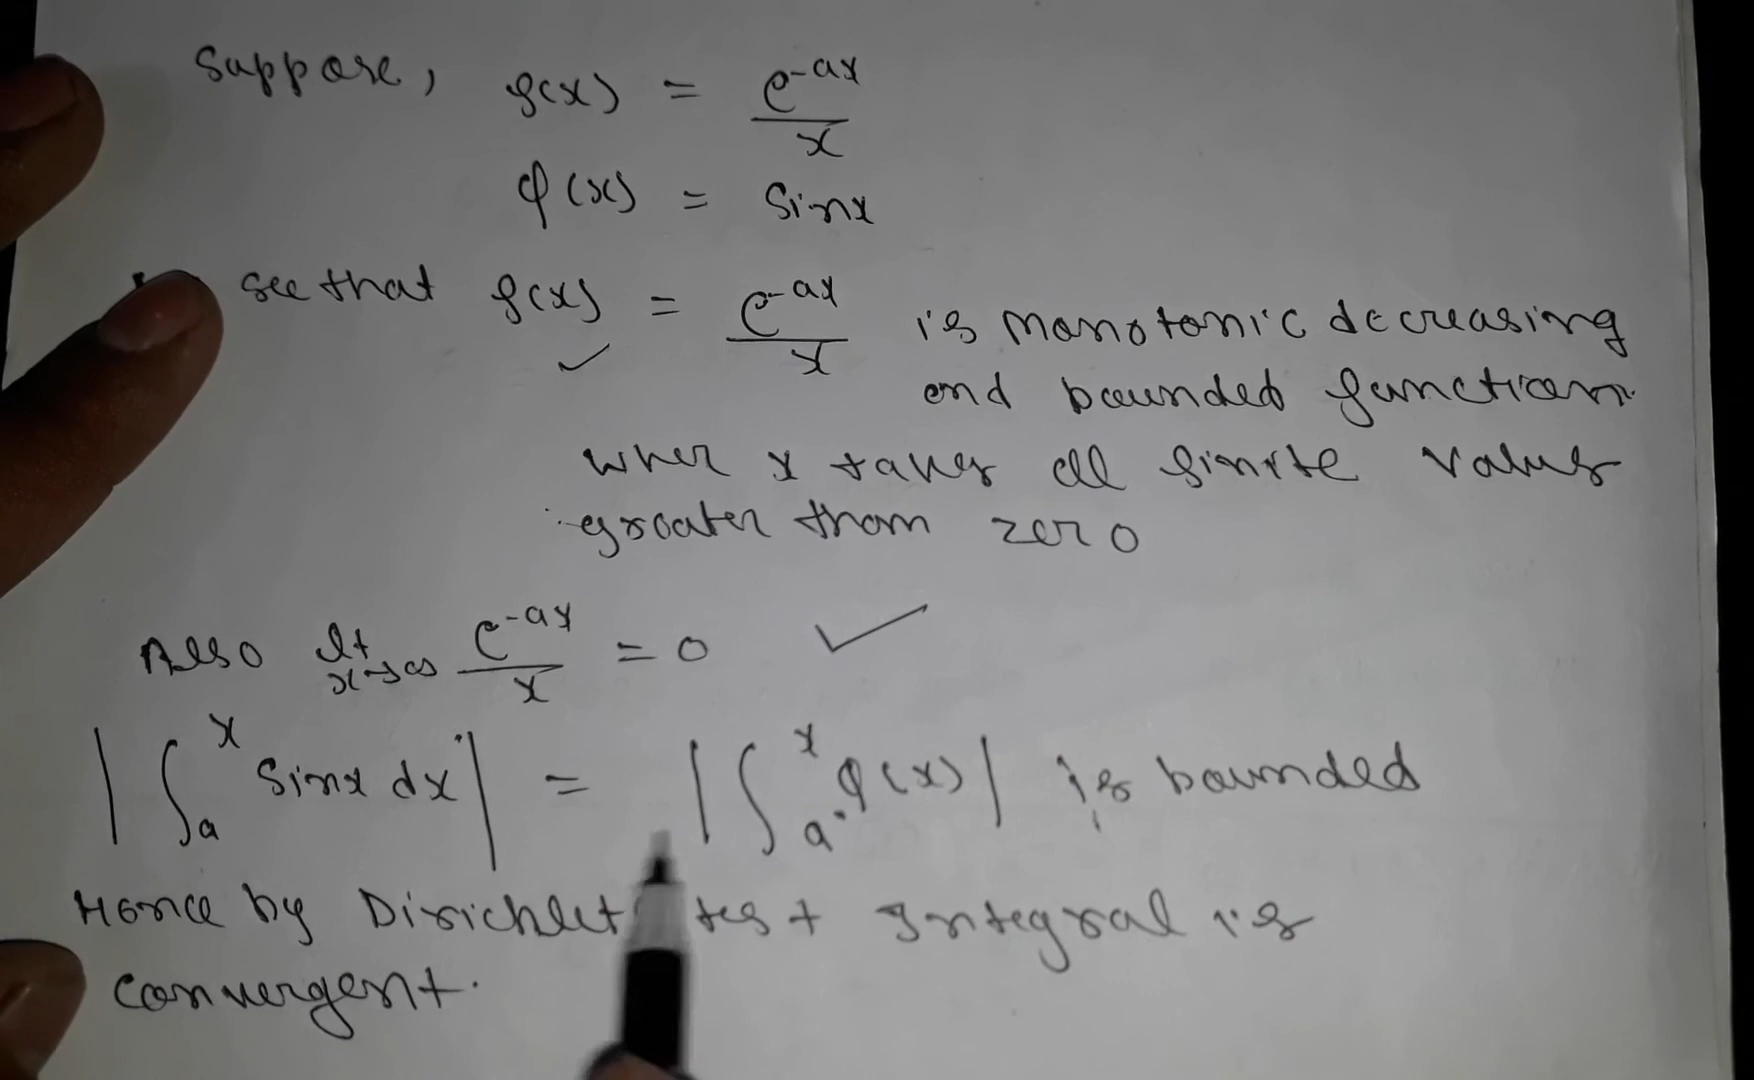 Suppose, f(x) = e^-ax / x
φ(x) = Sinx
see that f(x) = e^-ax / x is monotonic decreasing
and bounded function
when x takes all finite values
greater than zero
Also lt x→∞ e^-ax / x = 0 ✓
| ∫_a^x Sinx dx | = | ∫_a^x φ(x) | is bounded
Hence by Dirichlet test Integral is
convergent.